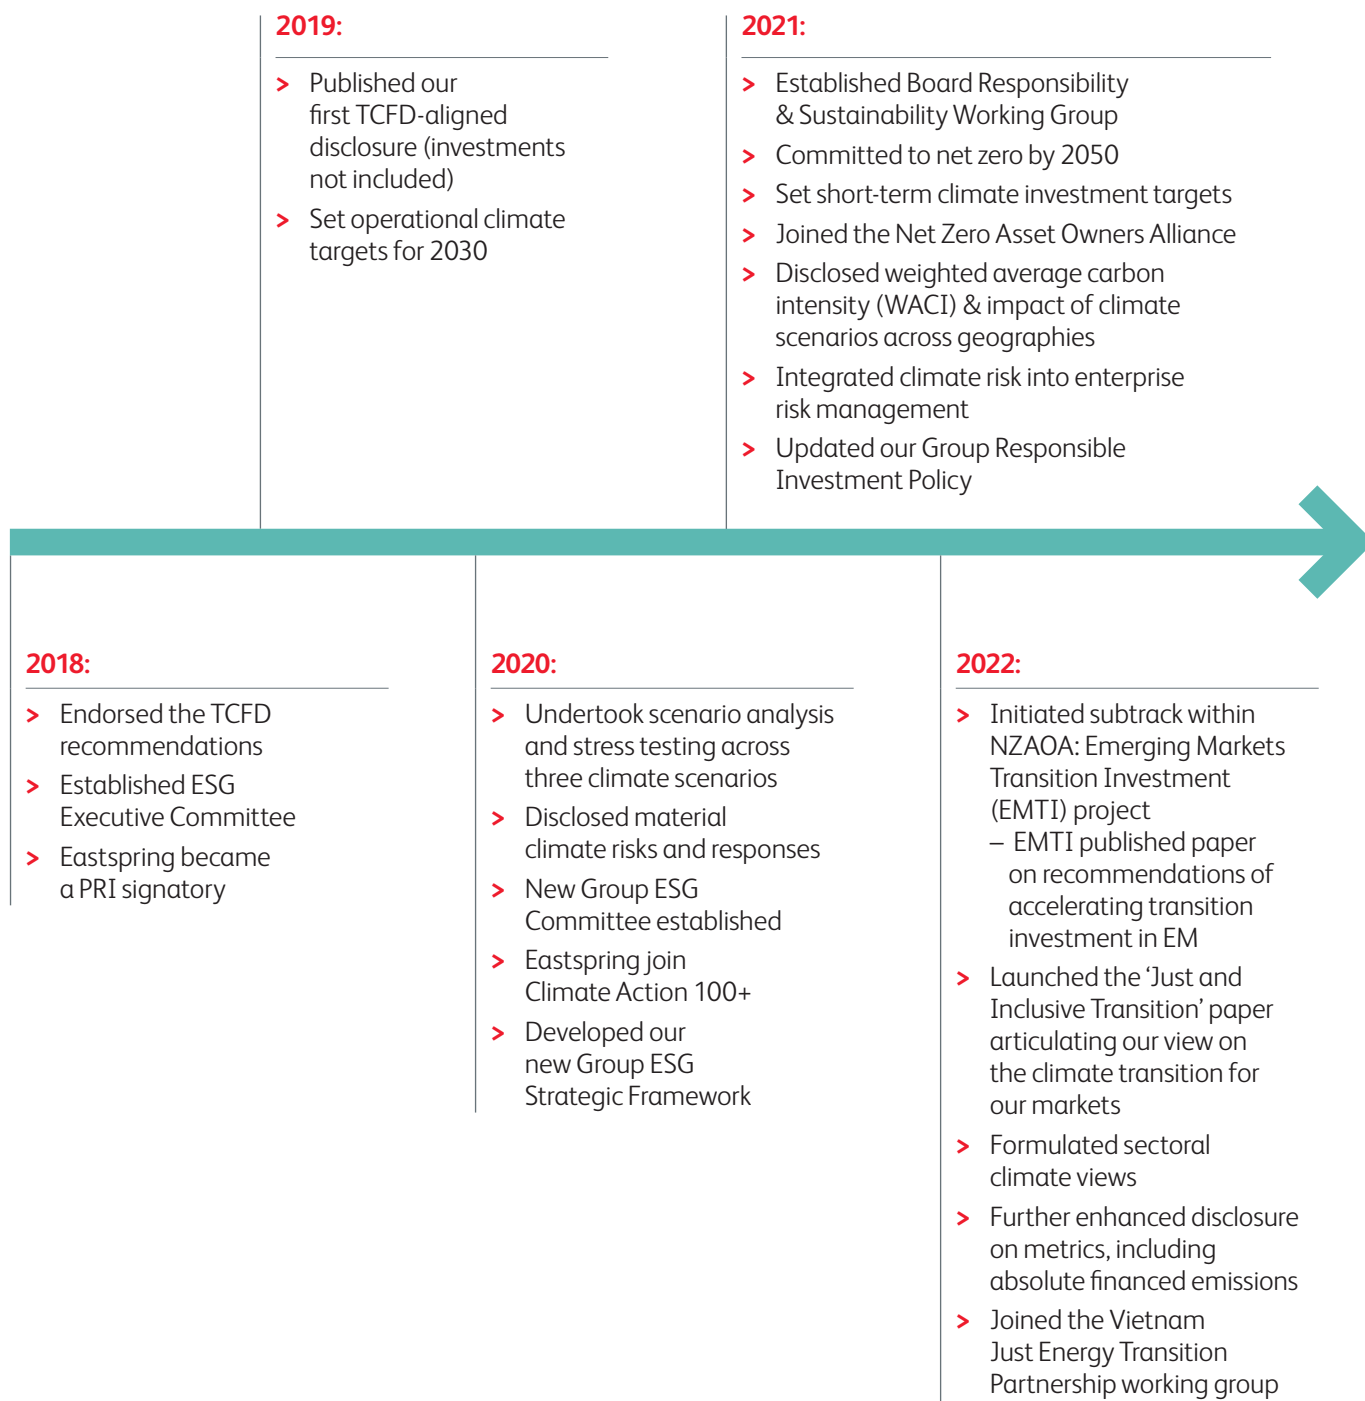 2019:
> Published our
first TCFD-aligned
disclosure (investments
not included)
> Set operational climate
targets for 2030
2021:
> Established Board Responsibility
& Sustainability Working Group
> Committed to net zero by 2050
> Set short-term climate investment targets
> Joined the Net Zero Asset Owners Alliance
> Disclosed weighted average carbon
intensity (WACI) & impact of climate
scenarios across geographies
> Integrated climate risk into enterprise
risk management
> Updated our Group Responsible
Investment Policy
2018:
> Endorsed the TCFD
recommendations
> Established ESG
Executive Committee
> Eastspring became
a PRI signatory
2020:
> Undertook scenario analysis
and stress testing across
three climate scenarios
> Disclosed material
climate risks and responses
> New Group ESG
Committee established
> Eastspring join
Climate Action 100+
> Developed our
new Group ESG
Strategic Framework
2022:
> Initiated subtrack within
NZAOA: Emerging Markets
Transition Investment
(EMTI) project
– EMTI published paper
on recommendations of
accelerating transition
investment in EM
> Launched the ‘Just and
Inclusive Transition’ paper
articulating our view on
the climate transition for
our markets
> Formulated sectoral
climate views
> Further enhanced disclosure
on metrics, including
absolute financed emissions
> Joined the Vietnam
Just Energy Transition
Partnership working group